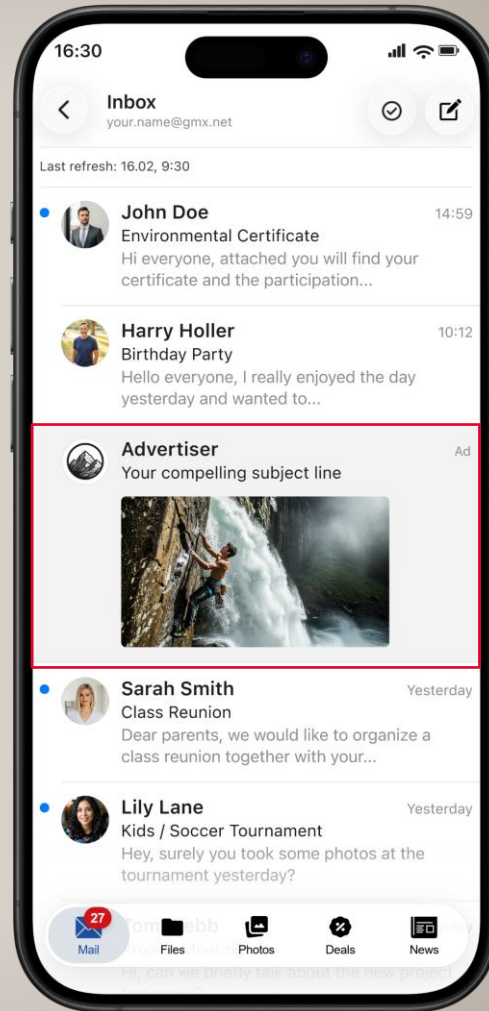 16:30
Inbox
your.name@gmx.net
Last refresh: 16.02, 9:30
John Doe
14:59
Environmental Certificate
Hi everyone, attached you will find your
certificate and the participation...
Harry Holler
10:12
Birthday Party
Hello everyone, I really enjoyed the day
yesterday and wanted to...
Advertiser
Ad
Your compelling subject line
Sarah Smith
Yesterday
Class Reunion
Dear parents, we would like to organize a
class reunion together with your...
Lily Lane
Yesterday
Kids / Soccer Tournament
Hey, surely you took some photos at the
tournament yesterday?
27
Mail
Files
Photos
Deals
News
Hi, can we briefly talk about the new project